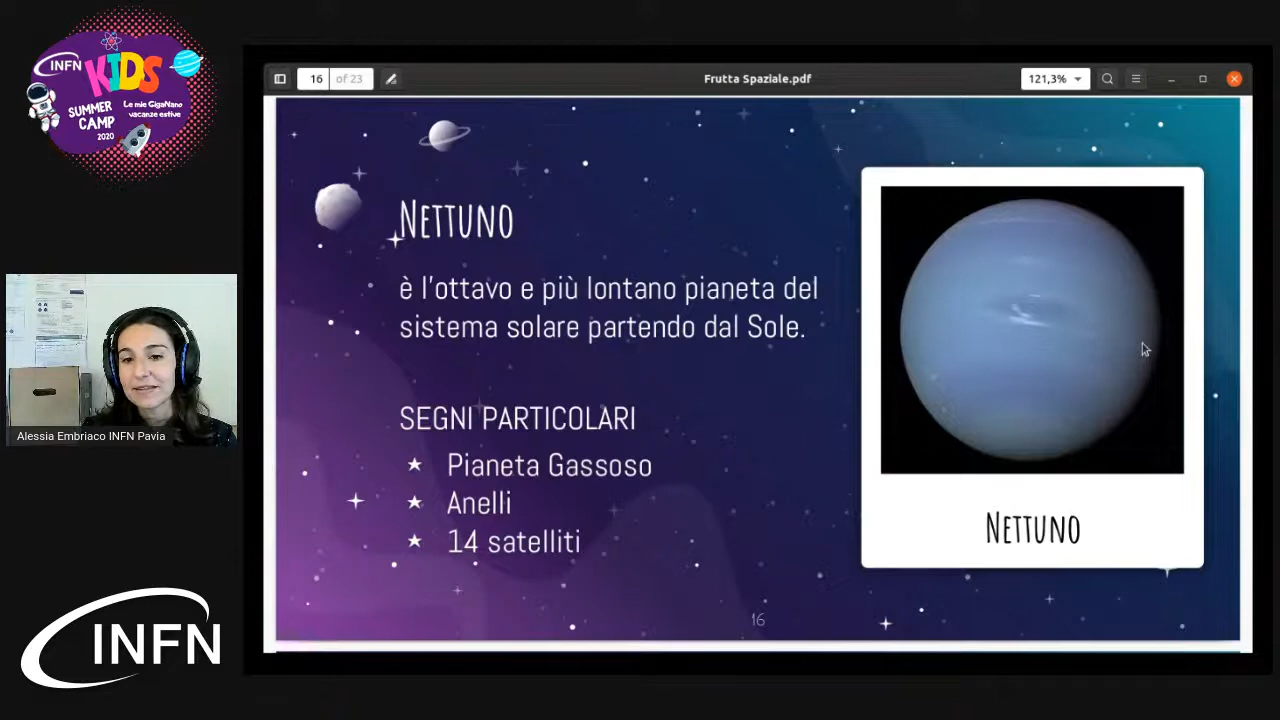 INFN
KIDS
SUMMER
CAMP
2020
Le mie GigaNano
vacanze estive
16 of 23
Frutta Spaziale.pdf
121,3%
Nettuno
è l'ottavo e più lontano pianeta del
sistema solare partendo dal Sole.
SEGNI PARTICOLARI
★ Pianeta Gassoso
★ Anelli
★ 14 satelliti
Nettuno
16
Alessia Embriaco INFN Pavia
INFN